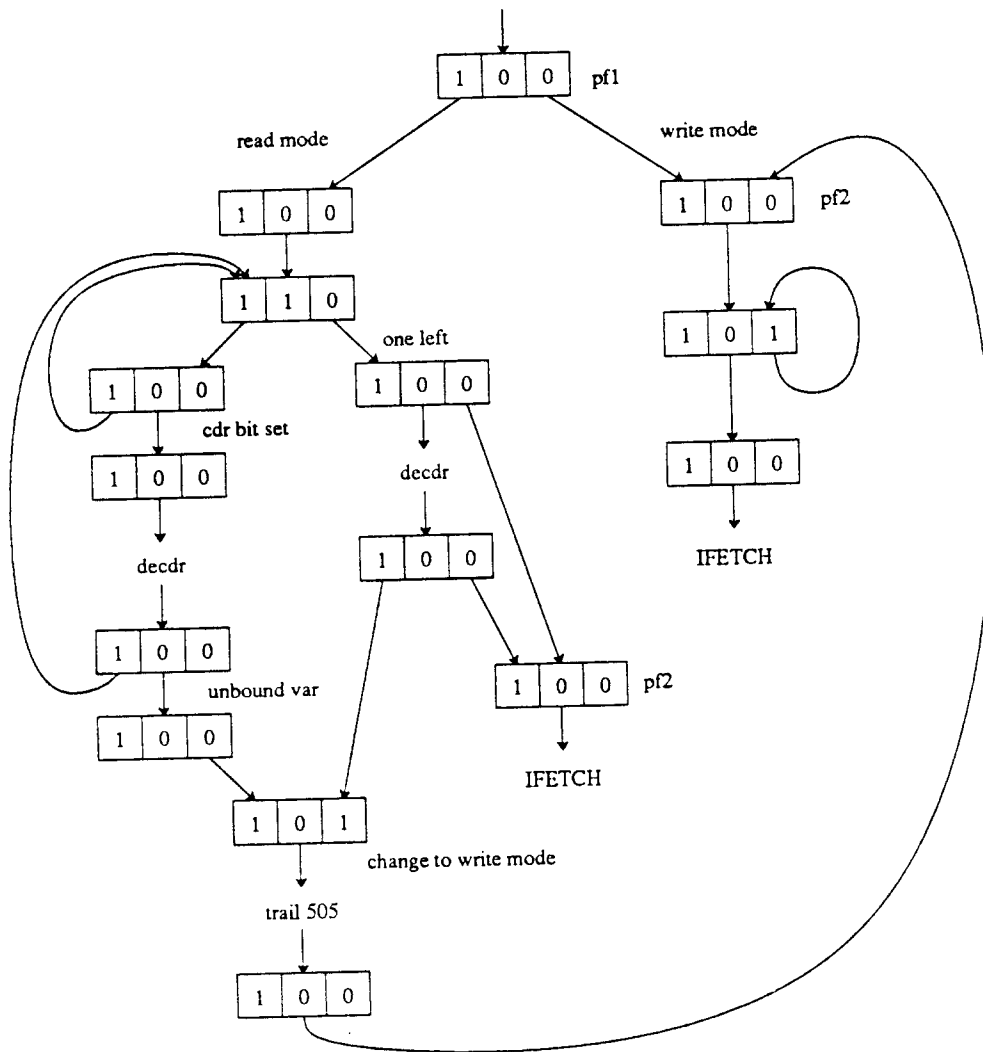 1 0 0 pf1
read mode
write mode
1 0 0
1 0 0 pf2
1 1 0
1 0 1
one left
1 0 0
1 0 0
cdr bit set
1 0 0
1 0 0
decdr
decdr
1 0 0
IFETCH
1 0 0
1 0 0 pf2
unbound var
1 0 0
IFETCH
1 0 1
change to write mode
trail 505
1 0 0